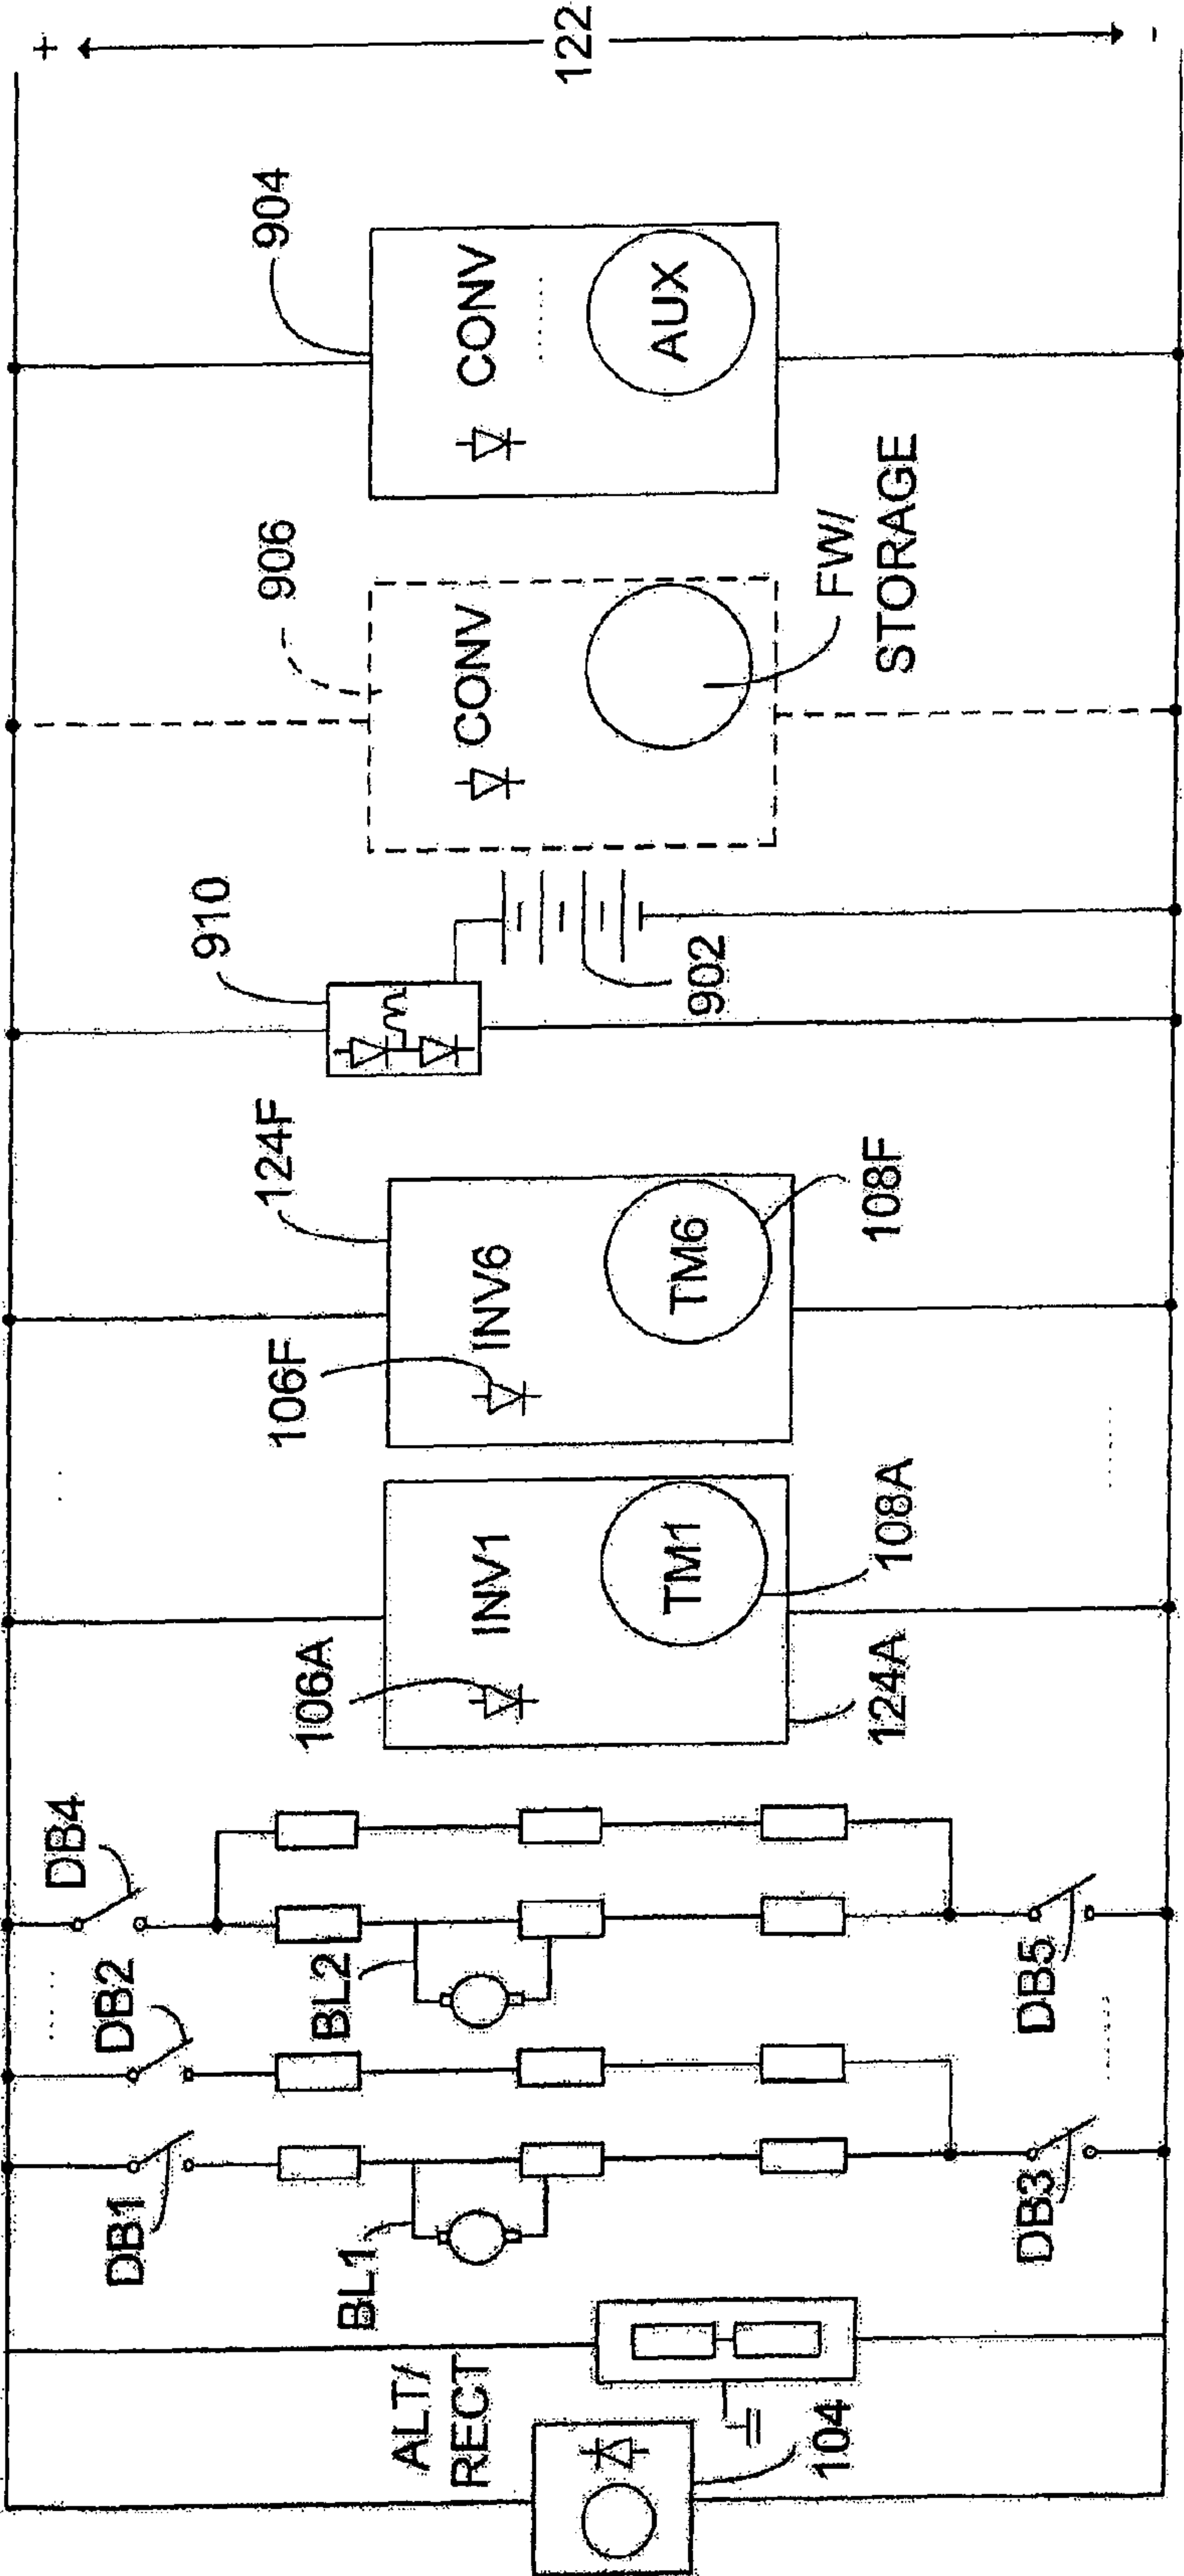 ALT/
RECT
104
BL1
DB1
DB3
DB2
BL2
DB4
DB5
106A
INV1
TM1
108A
124A
106F
124F
INV6
TM6
108F
910
902
906
CONV
FW/
STORAGE
904
CONV
AUX
+
122
-